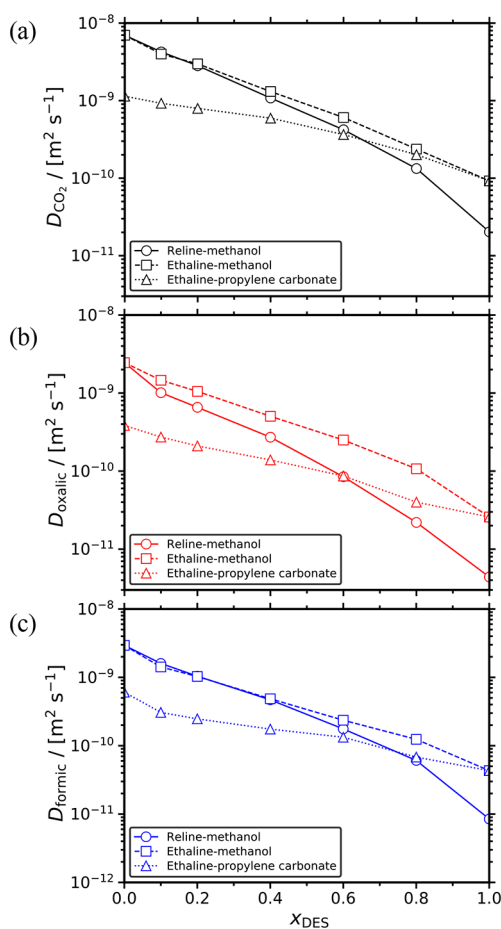 (a)
10⁻⁸
10⁻⁹
10⁻¹⁰
10⁻¹¹
D_CO₂ / [m² s⁻¹]
Reline-methanol
Ethaline-methanol
Ethaline-propylene carbonate
(b)
10⁻⁸
10⁻⁹
10⁻¹⁰
10⁻¹¹
D_oxalic / [m² s⁻¹]
Reline-methanol
Ethaline-methanol
Ethaline-propylene carbonate
(c)
10⁻⁸
10⁻⁹
10⁻¹⁰
10⁻¹¹
10⁻¹²
D_formic / [m² s⁻¹]
Reline-methanol
Ethaline-methanol
Ethaline-propylene carbonate
0.0 0.2 0.4 0.6 0.8 1.0
x_DES